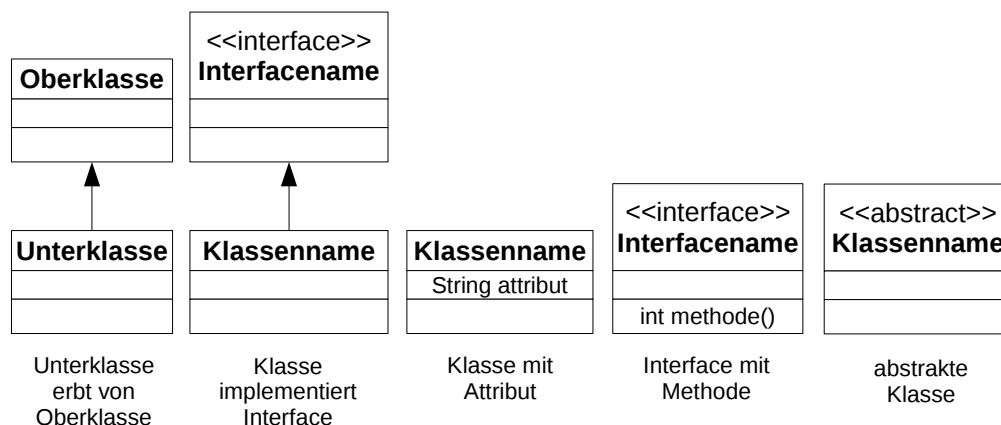 Oberklasse
Unterklasse
Unterklasse
erbt von
Oberklasse
<<interface>>
Interfacename
Klassenname
Klasse
implementiert
Interface
Klassenname
String attribut
Klasse mit
Attribut
<<interface>>
Interfacename
int methode()
Interface mit
Methode
<<abstract>>
Klassenname
abstrakte
Klasse